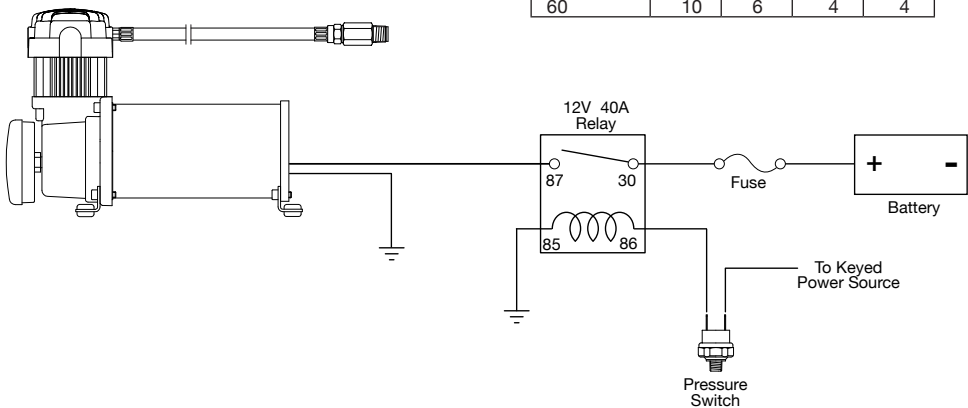 60 10 6 4 4
12V 40A
Relay
87 30
Fuse
+ -
Battery
85 86
To Keyed
Power Source
Pressure
Switch